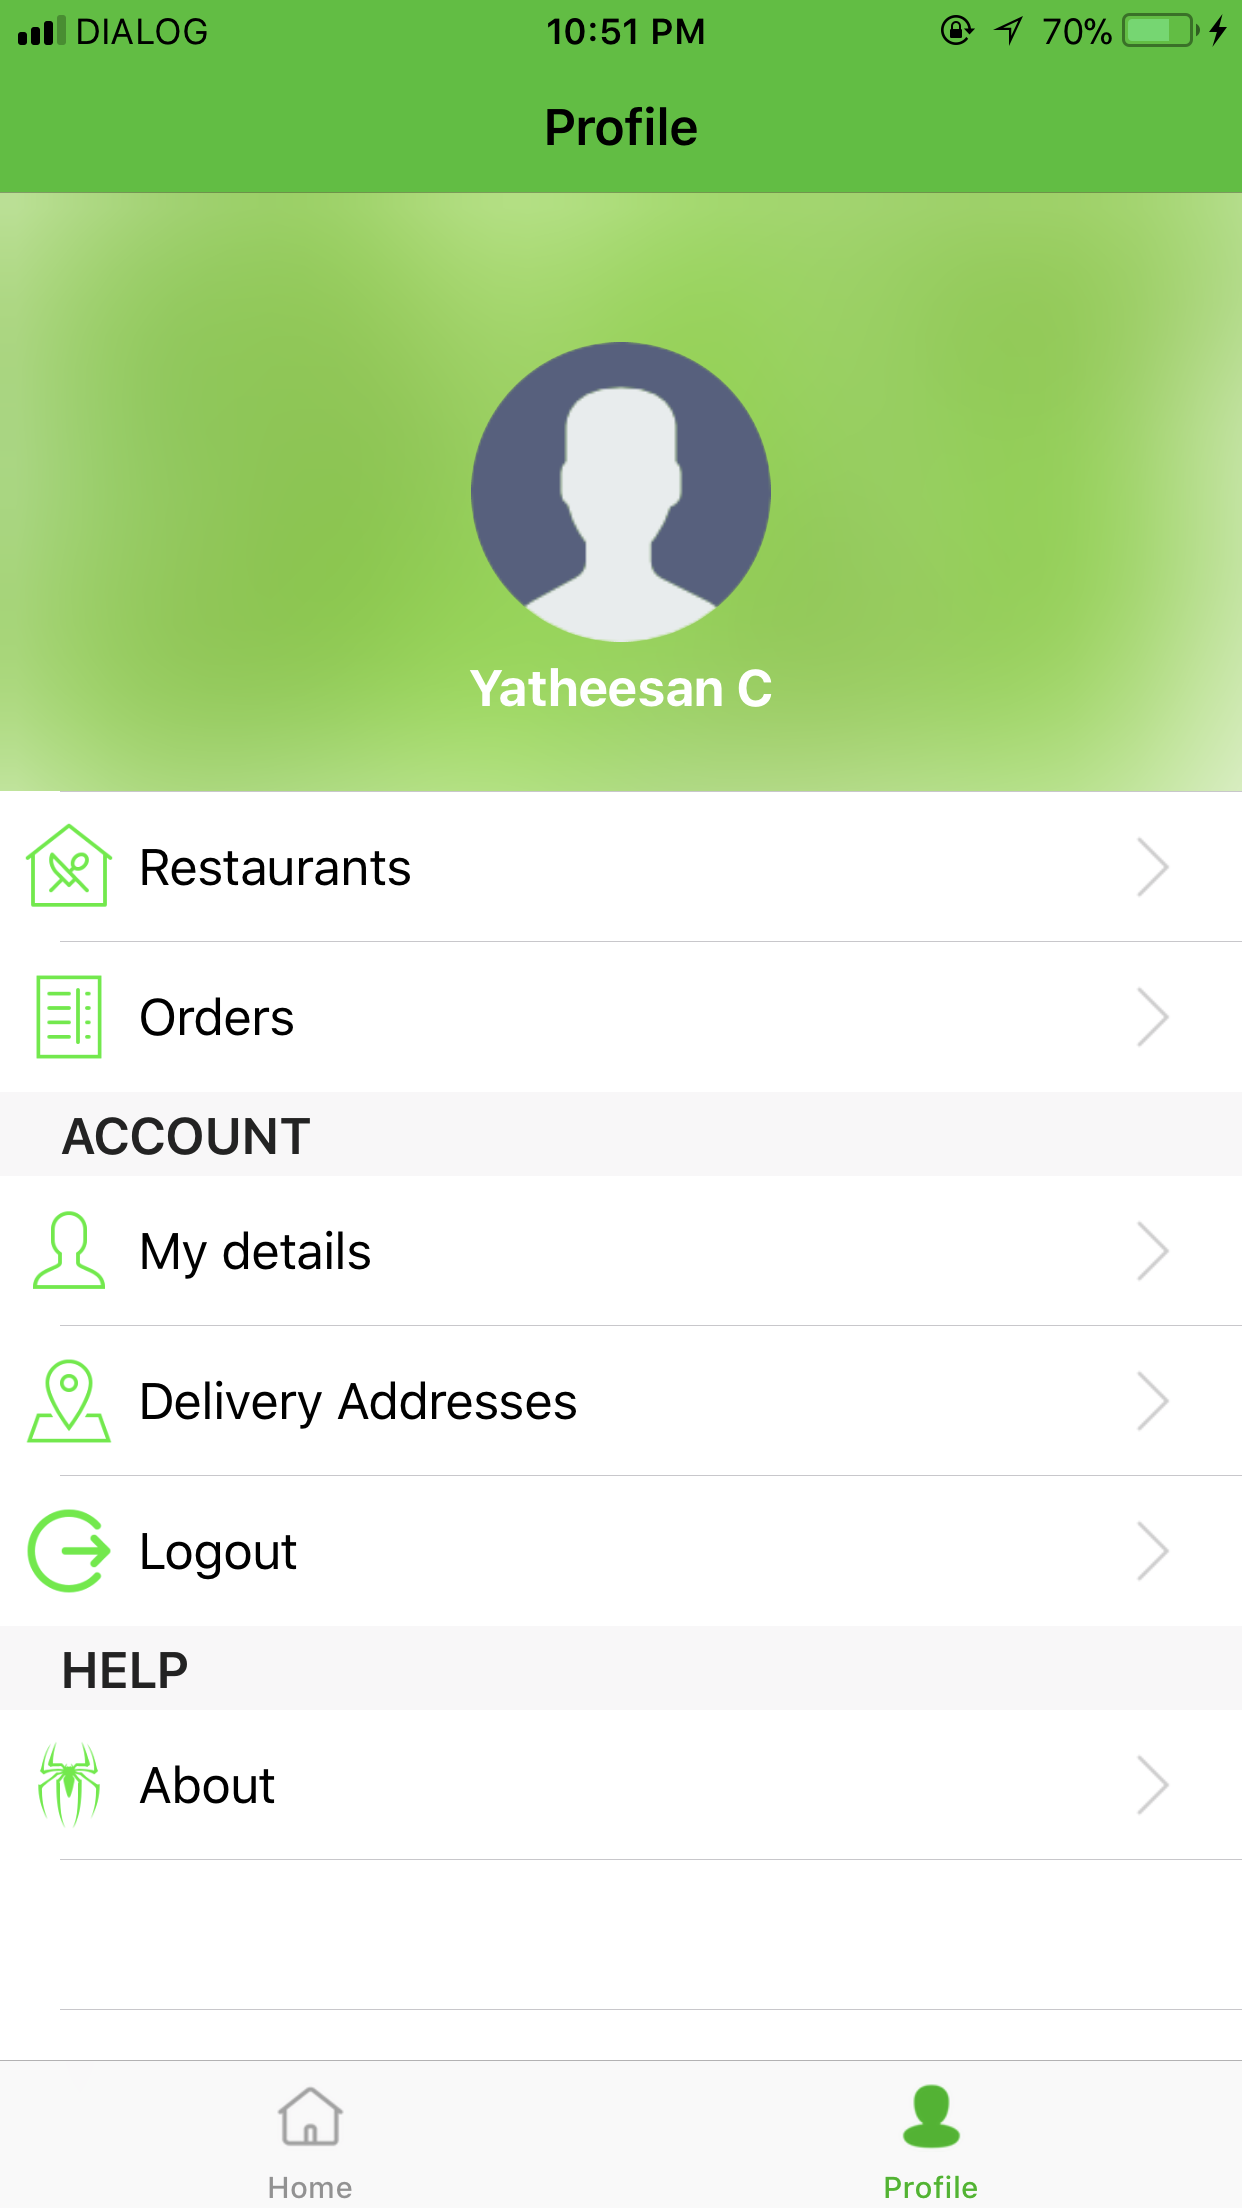 DIALOG 10:51 PM 70%
Profile
Yatheesan C
Restaurants
Orders
ACCOUNT
My details
Delivery Addresses
Logout
HELP
About
Home Profile